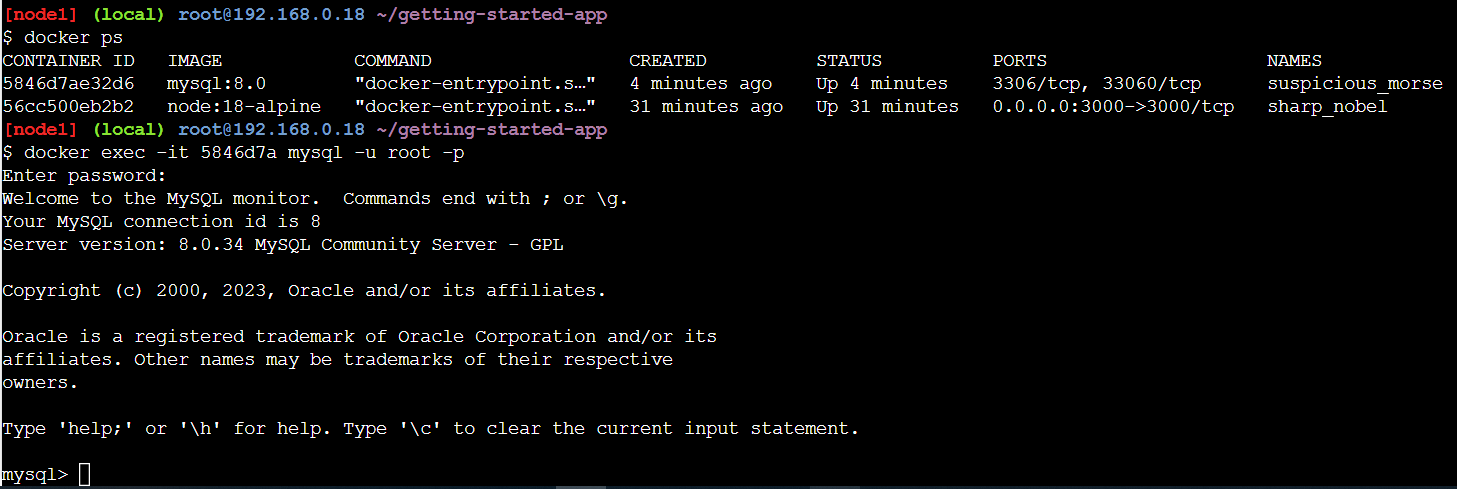 [node1] (local) root@192.168.0.18 ~/getting-started-app
$ docker ps
CONTAINER ID   IMAGE            COMMAND                  CREATED          STATUS          PORTS                    NAMES
5846d7ae32d6   mysql:8.0        "docker-entrypoint.s…"   4 minutes ago    Up 4 minutes    3306/tcp, 33060/tcp      suspicious_morse
56cc500eb2b2   node:18-alpine   "docker-entrypoint.s…"   31 minutes ago   Up 31 minutes   0.0.0.0:3000->3000/tcp   sharp_nobel
[node1] (local) root@192.168.0.18 ~/getting-started-app
$ docker exec -it 5846d7a mysql -u root -p
Enter password:
Welcome to the MySQL monitor.  Commands end with ; or \g.
Your MySQL connection id is 8
Server version: 8.0.34 MySQL Community Server - GPL

Copyright (c) 2000, 2023, Oracle and/or its affiliates.

Oracle is a registered trademark of Oracle Corporation and/or its
affiliates. Other names may be trademarks of their respective
owners.

Type 'help;' or '\h' for help. Type '\c' to clear the current input statement.

mysql>